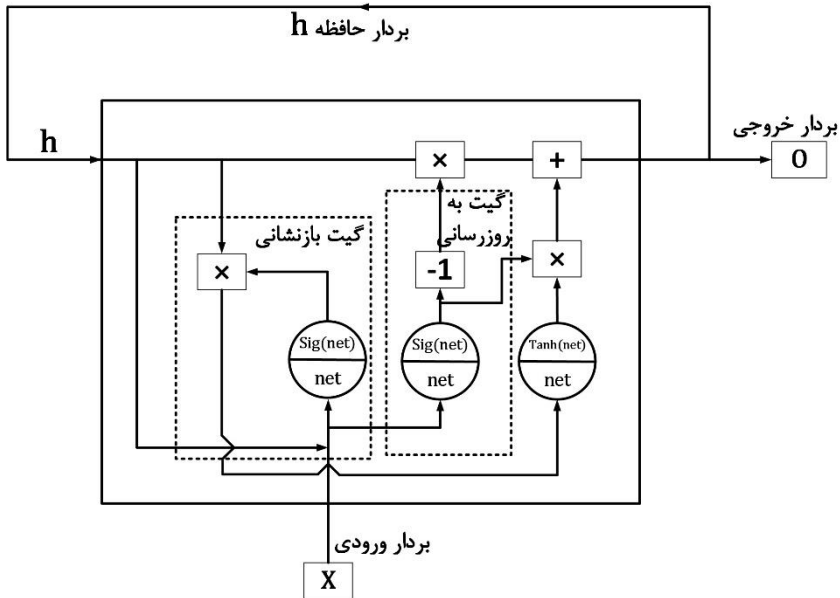 بردار حافظه h
h
بردار خروجی
O
×
+
گیت به
روزرسانی
گیت بازنشانی
×
-1
×
Sig(net)
net
Sig(net)
net
Tanh(net)
net
بردار ورودی
X